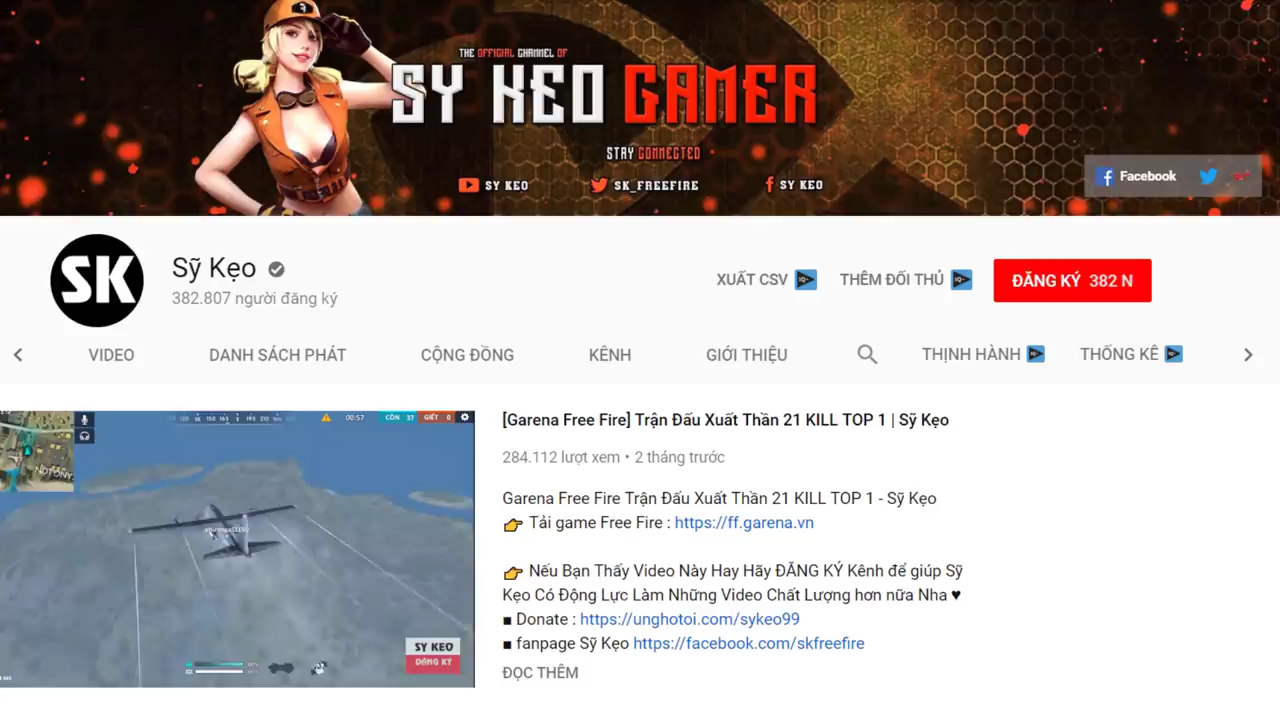 THE OFFICIAL CHANNEL OF
SY KEO GAMER
STAY CONNECTED
SY KEO
SK_FREEFIRE
SY KEO
Facebook
SK
Sỹ Kẹo
382.807 người đăng ký
XUẤT CSV
THÊM ĐỐI THỦ
ĐĂNG KÝ 382 N
VIDEO
DANH SÁCH PHÁT
CỘNG ĐỒNG
KÊNH
GIỚI THIỆU
THỊNH HÀNH
THỐNG KÊ
00:57
CÒN 37
GIẾT 0
SY KEO
ĐĂNG KÝ
[Garena Free Fire] Trận Đấu Xuất Thần 21 KILL TOP 1 | Sỹ Kẹo
284.112 lượt xem • 2 tháng trước
Garena Free Fire Trận Đấu Xuất Thần 21 KILL TOP 1 - Sỹ Kẹo
👉 Tải game Free Fire : https://ff.garena.vn
👉 Nếu Bạn Thấy Video Này Hay Hãy ĐĂNG KÝ Kênh để giúp Sỹ
Kẹo Có Động Lực Làm Những Video Chất Lượng hơn nữa Nha ♥
■ Donate : https://unghotoi.com/sykeo99
■ fanpage Sỹ Kẹo https://facebook.com/skfreefire
ĐỌC THÊM